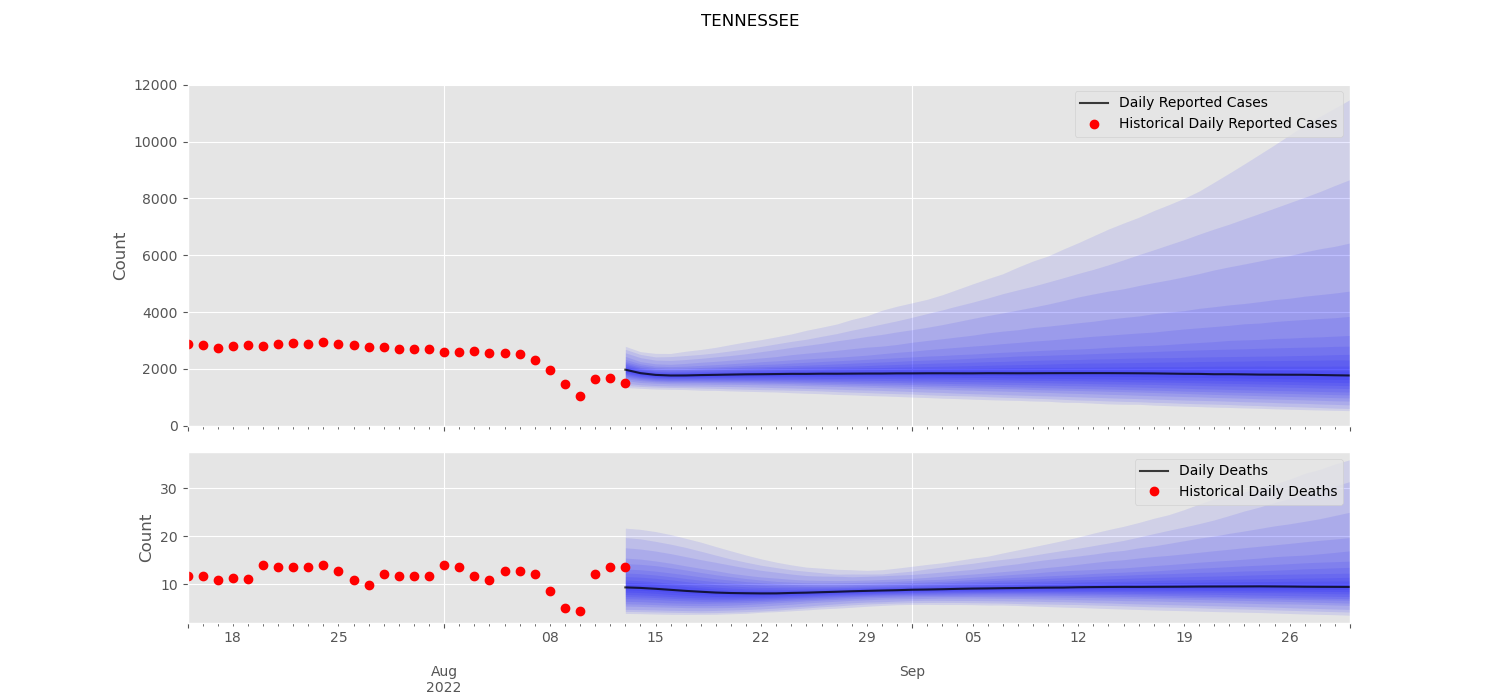 TENNESSEE
12000
10000
8000
6000
4000
2000
0
Count
Daily Reported Cases
Historical Daily Reported Cases
30
20
10
Count
Daily Deaths
Historical Daily Deaths
18 25 08 15 22 29 05 12 19 26
Aug Sep
2022